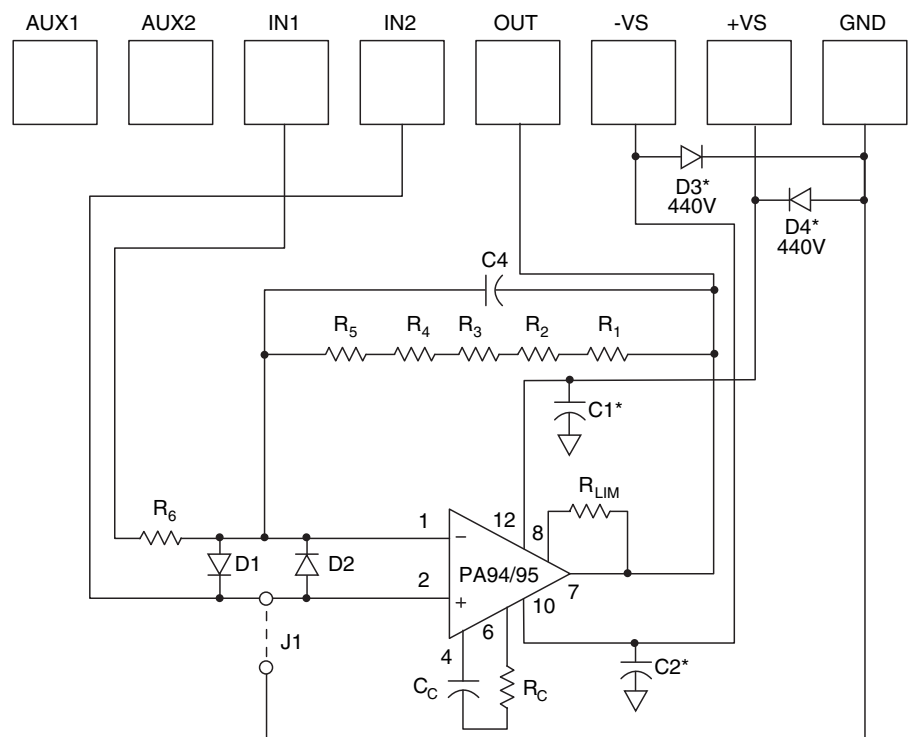 AUX1 AUX2 IN1 IN2 OUT -VS +VS GND
D3*
440V
D4*
440V
C4
R5 R4 R3 R2 R1
C1*
RLIM
R6
1 12 8
D1 D2
− PA94/95
2 + 10 7
6
4
J1
CC RC
C2*